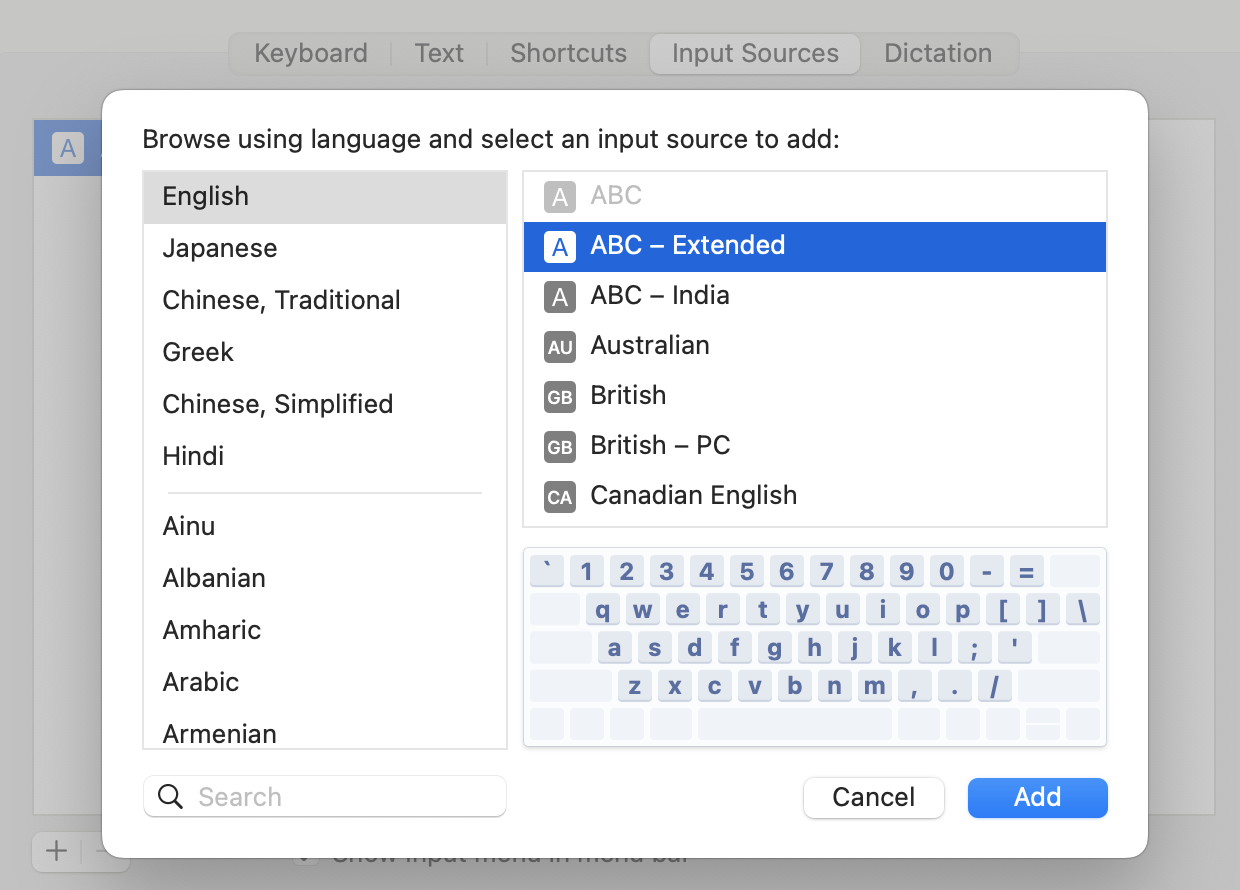 Keyboard Text Shortcuts Input Sources Dictation
A
Browse using language and select an input source to add:
English
Japanese
Chinese, Traditional
Greek
Chinese, Simplified
Hindi
Ainu
Albanian
Amharic
Arabic
Armenian
A ABC
A ABC – Extended
A ABC – India
AU Australian
GB British
GB British – PC
CA Canadian English
` 1 2 3 4 5 6 7 8 9 0 - =
q w e r t y u i o p [ ] \
a s d f g h j k l ; '
z x c v b n m , . /
Search
Cancel Add
+ −
Show input menu in menu bar